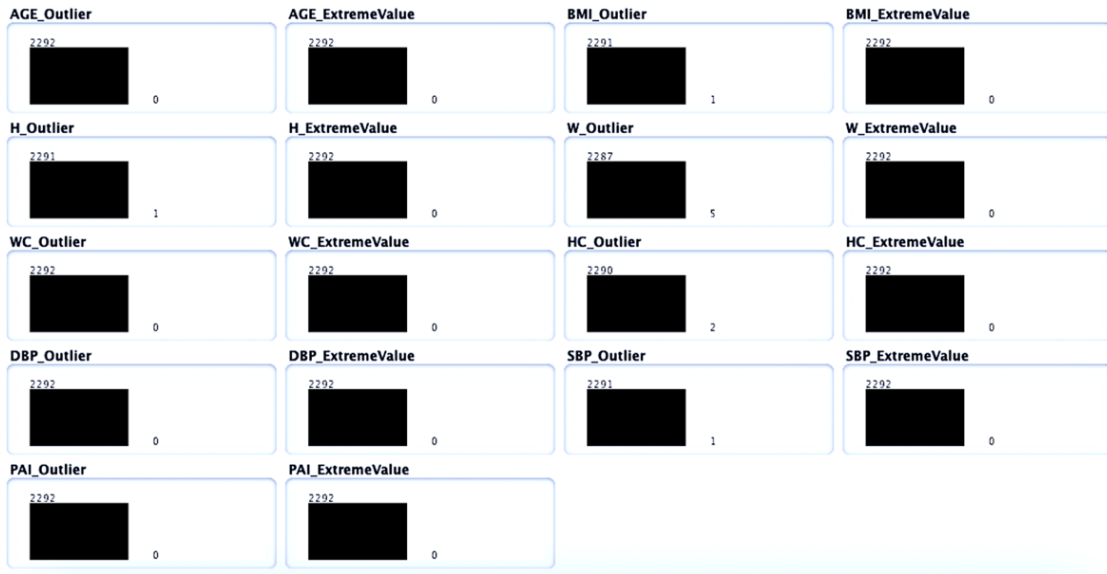 AGE_Outlier AGE_ExtremeValue BMI_Outlier BMI_ExtremeValue
2292 2292 2291 2292
0 0 1 0
H_Outlier H_ExtremeValue W_Outlier W_ExtremeValue
2291 2292 2287 2292
1 0 5 0
WC_Outlier WC_ExtremeValue HC_Outlier HC_ExtremeValue
2292 2292 2290 2292
0 0 2 0
DBP_Outlier DBP_ExtremeValue SBP_Outlier SBP_ExtremeValue
2292 2292 2291 2292
0 0 1 0
PAI_Outlier PAI_ExtremeValue
2292 2292
0 0